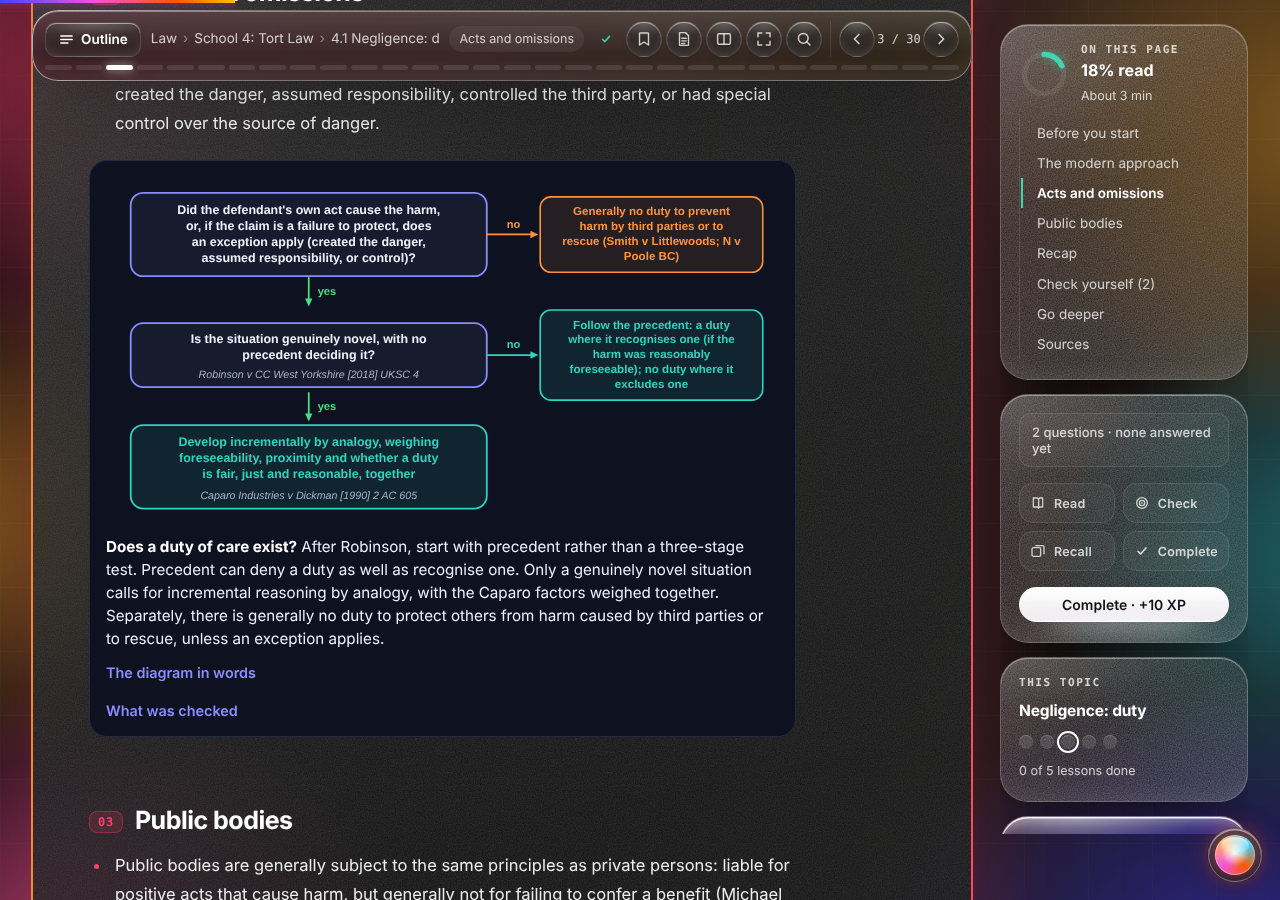 Outline
Law › School 4: Tort Law › 4.1 Negligence: d
Acts and omissions
3 / 30
created the danger, assumed responsibility, controlled the third party, or had special
control over the source of danger.
Did the defendant's own act cause the harm,
or, if the claim is a failure to protect, does
an exception apply (created the danger,
assumed responsibility, or control)?
no
Generally no duty to prevent
harm by third parties or to
rescue (Smith v Littlewoods; N v
Poole BC)
yes
Is the situation genuinely novel, with no
precedent deciding it?
Robinson v CC West Yorkshire [2018] UKSC 4
no
Follow the precedent: a duty
where it recognises one (if the
harm was reasonably
foreseeable); no duty where it
excludes one
yes
Develop incrementally by analogy, weighing
foreseeability, proximity and whether a duty
is fair, just and reasonable, together
Caparo Industries v Dickman [1990] 2 AC 605
Does a duty of care exist? After Robinson, start with precedent rather than a three-stage
test. Precedent can deny a duty as well as recognise one. Only a genuinely novel situation
calls for incremental reasoning by analogy, with the Caparo factors weighed together.
Separately, there is generally no duty to protect others from harm caused by third parties or
to rescue, unless an exception applies.
The diagram in words
What was checked
03 Public bodies
• Public bodies are generally subject to the same principles as private persons: liable for
positive acts that cause harm, but generally not for failing to confer a benefit (Michael
ON THIS PAGE
18% read
About 3 min
Before you start
The modern approach
Acts and omissions
Public bodies
Recap
Check yourself (2)
Go deeper
Sources
2 questions · none answered
yet
Read
Check
Recall
Complete
Complete · +10 XP
THIS TOPIC
Negligence: duty
0 of 5 lessons done